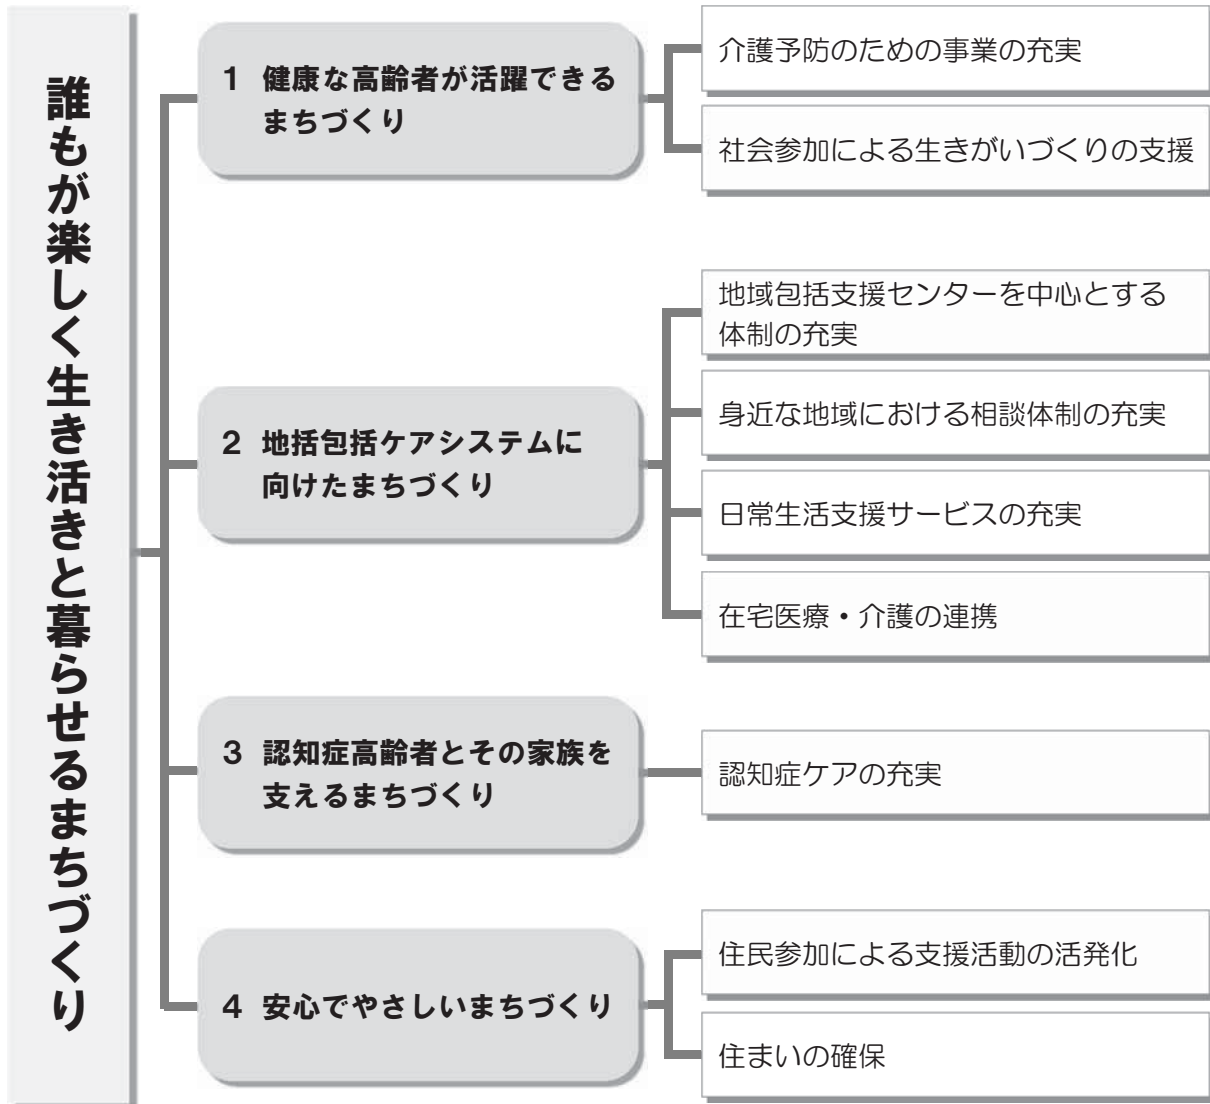 誰もが楽しく生き活きと暮らせるまちづくり
1 健康な高齢者が活躍できる
まちづくり
介護予防のための事業の充実
社会参加による生きがいづくりの支援
2 地括包括ケアシステムに
向けたまちづくり
地域包括支援センターを中心とする
体制の充実
身近な地域における相談体制の充実
日常生活支援サービスの充実
在宅医療・介護の連携
3 認知症高齢者とその家族を
支えるまちづくり
認知症ケアの充実
4 安心でやさしいまちづくり
住民参加による支援活動の活発化
住まいの確保